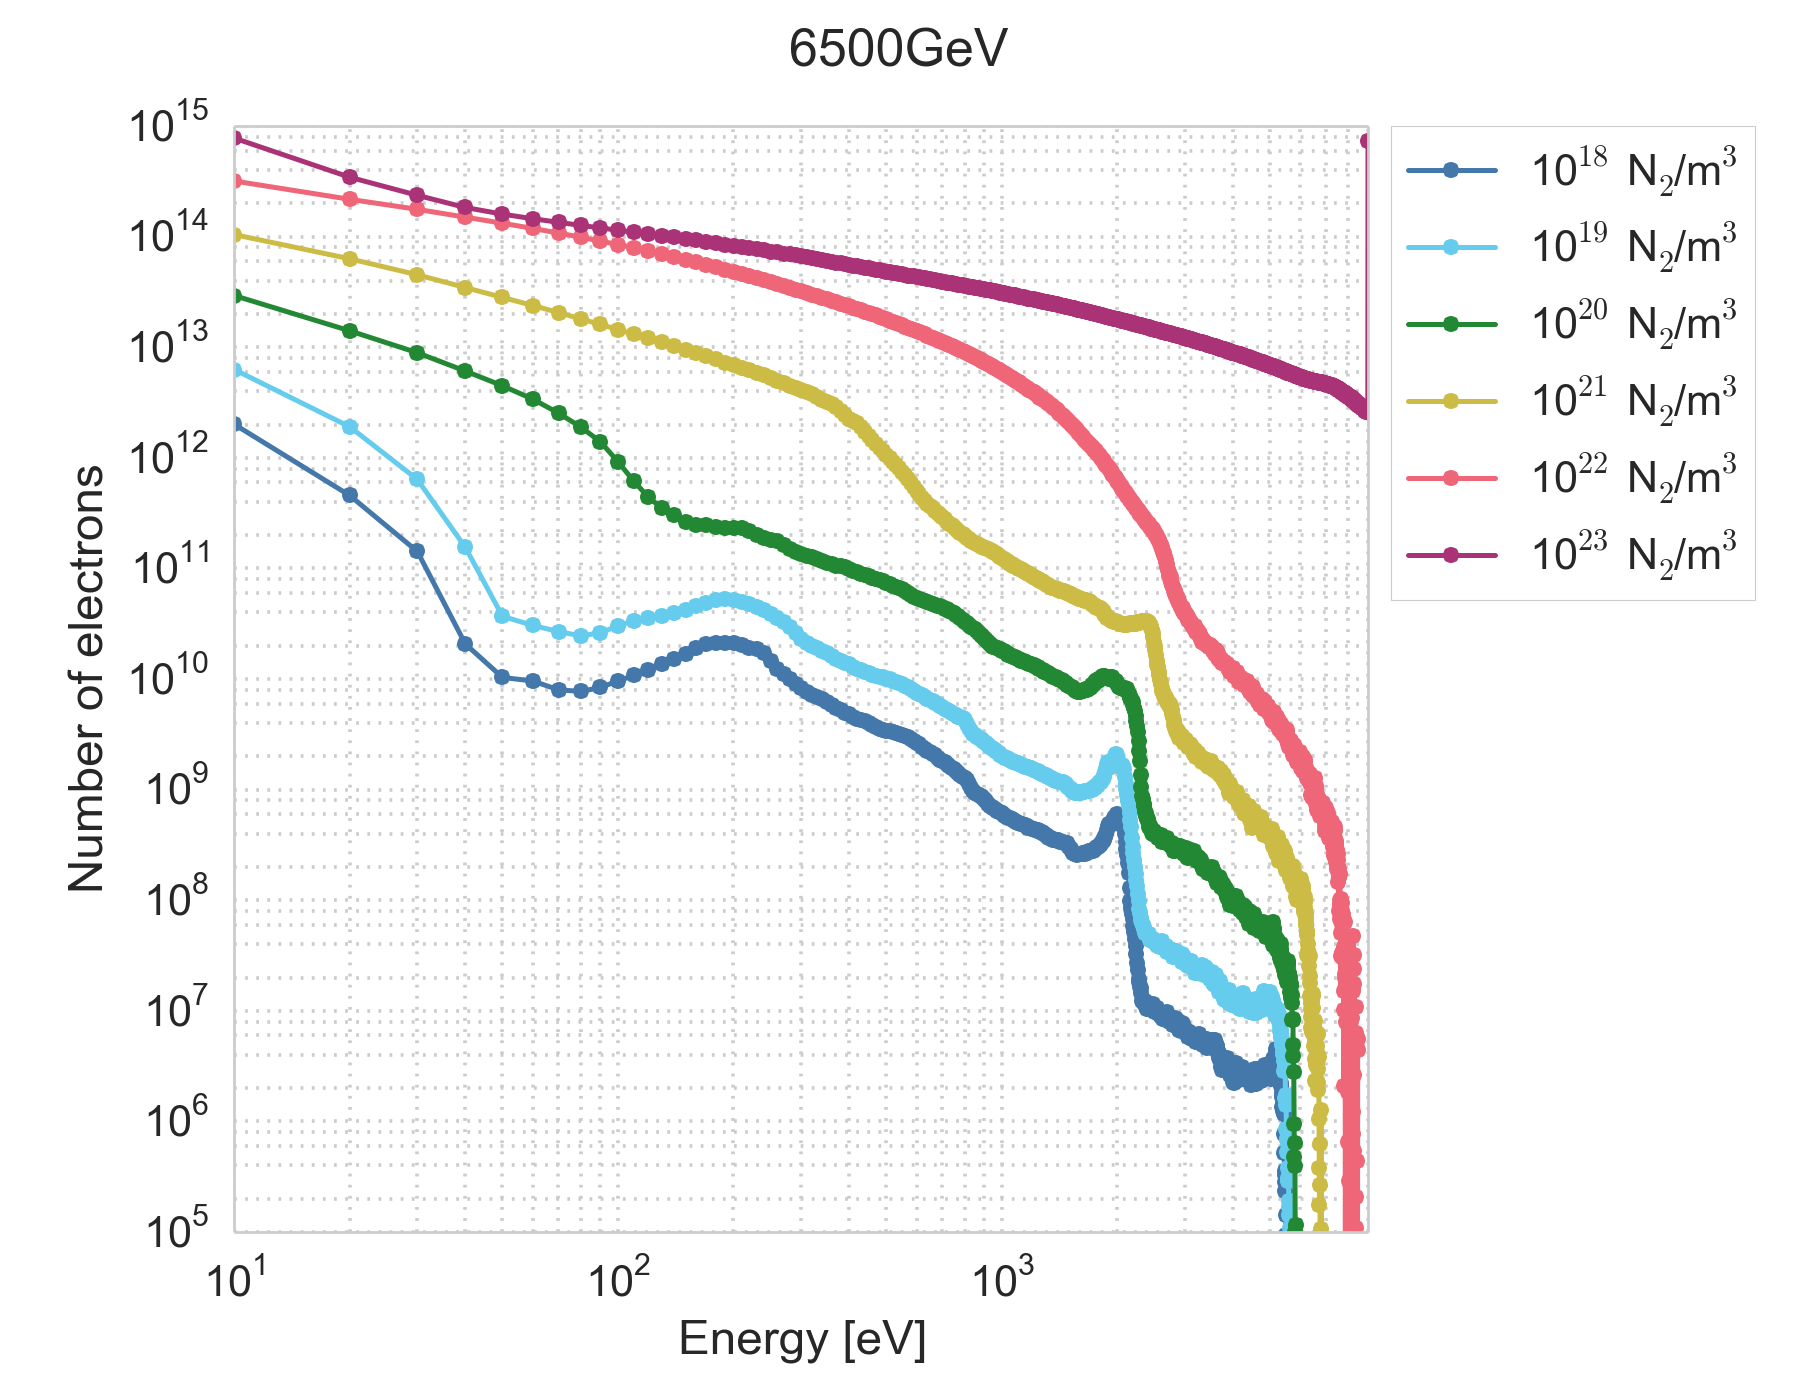 6500GeV
10^15
10^14
10^13
10^12
10^11
10^10
10^9
10^8
10^7
10^6
10^5
Number of electrons
10^1 10^2 10^3
Energy [eV]
10^18 N_2/m^3
10^19 N_2/m^3
10^20 N_2/m^3
10^21 N_2/m^3
10^22 N_2/m^3
10^23 N_2/m^3